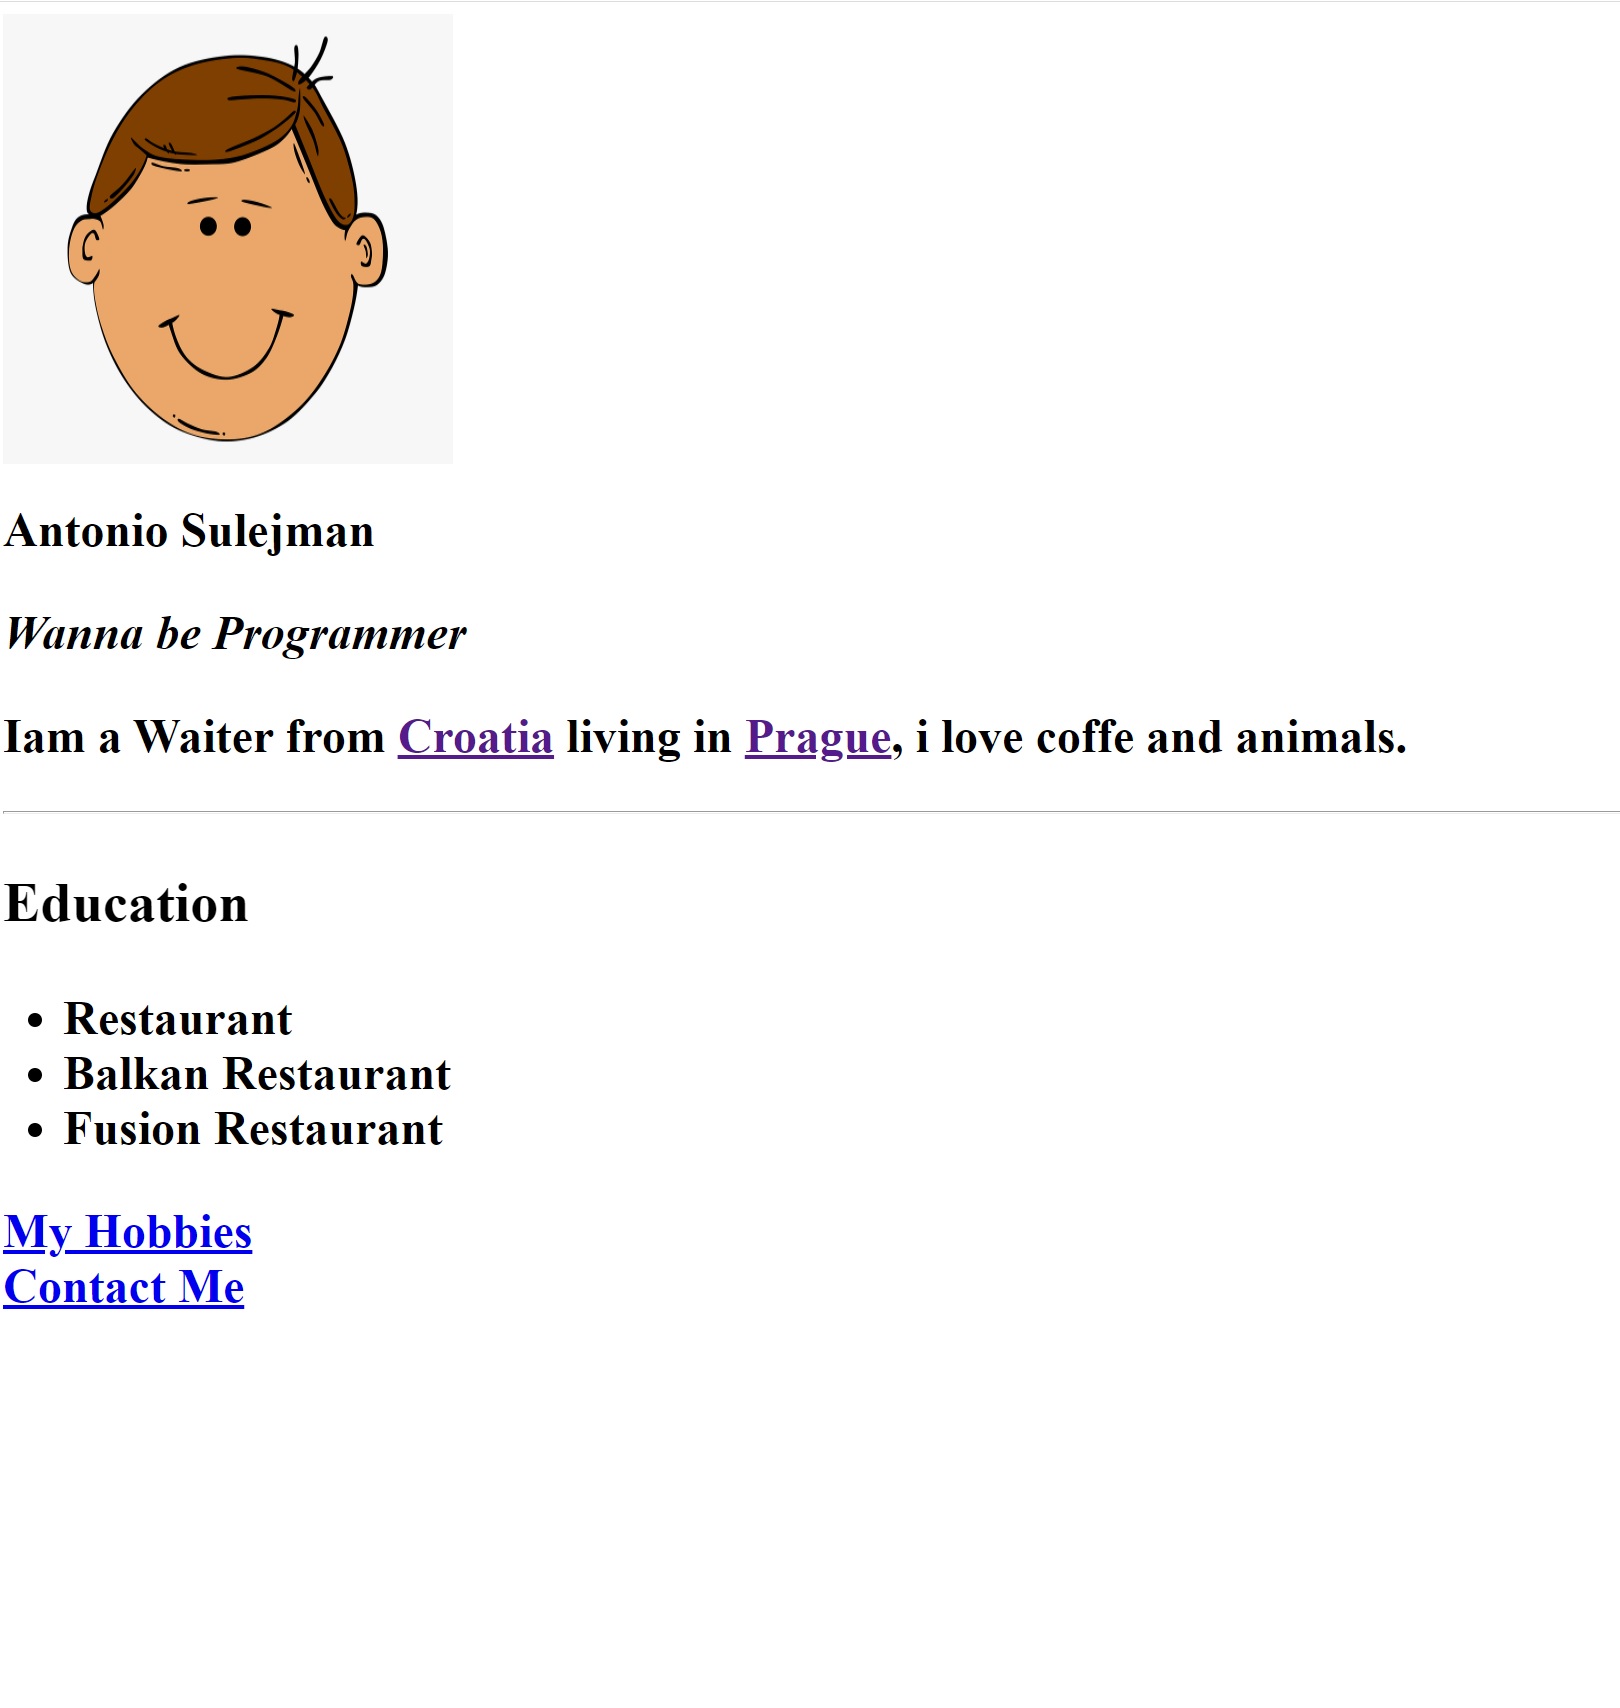 Antonio Sulejman
Wanna be Programmer
Iam a Waiter from Croatia living in Prague, i love coffe and animals.
Education
Restaurant
Balkan Restaurant
Fusion Restaurant
My Hobbies
Contact Me